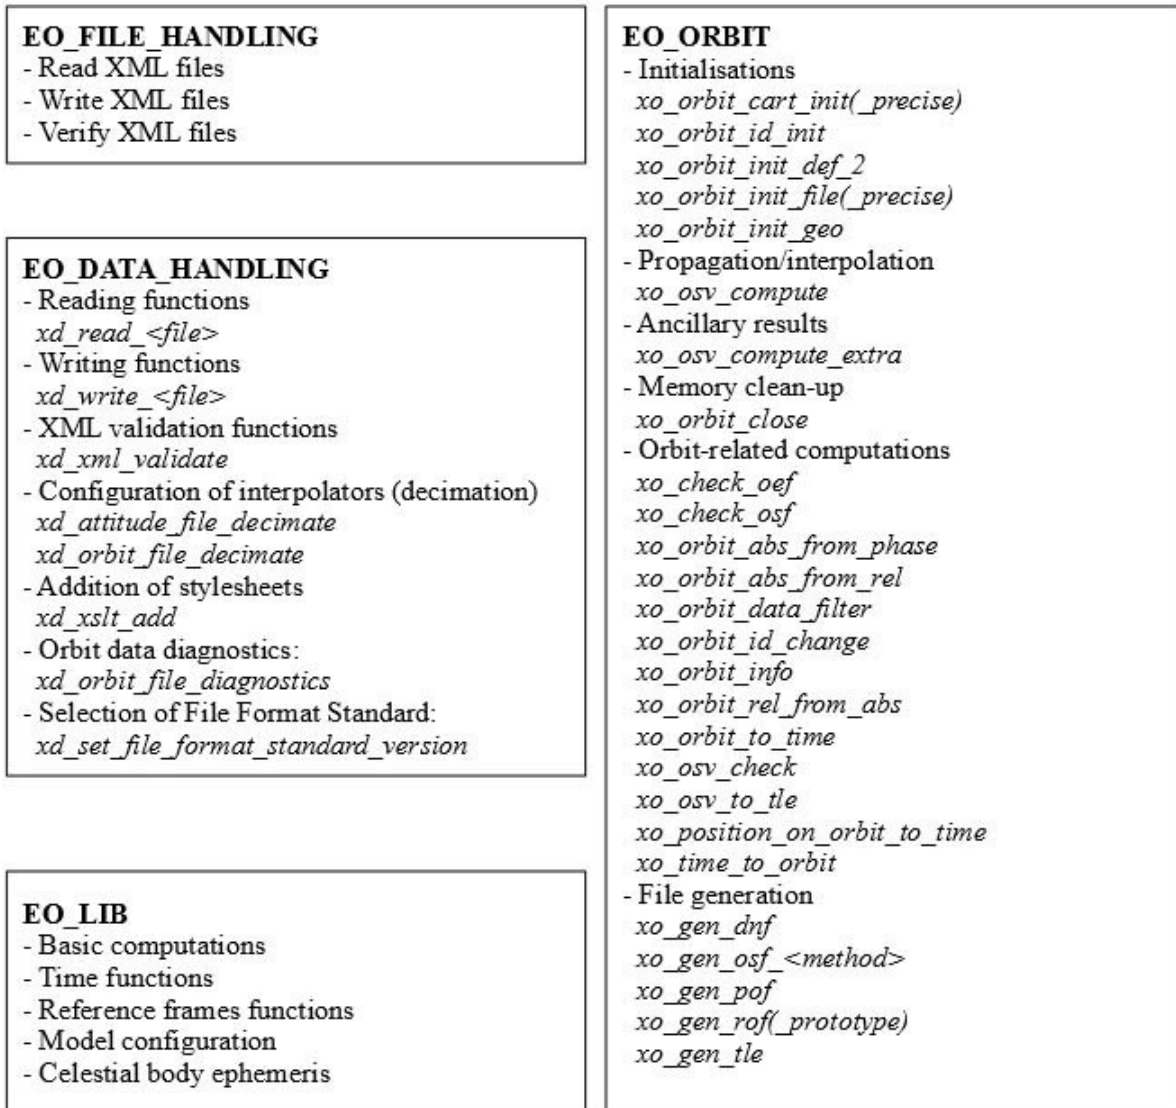 EO_FILE_HANDLING
- Read XML files
- Write XML files
- Verify XML files
EO_DATA_HANDLING
- Reading functions
xd_read_<file>
- Writing functions
xd_write_<file>
- XML validation functions
xd_xml_validate
- Configuration of interpolators (decimation)
xd_attitude_file_decimate
xd_orbit_file_decimate
- Addition of stylesheets
xd_xslt_add
- Orbit data diagnostics:
xd_orbit_file_diagnostics
- Selection of File Format Standard:
xd_set_file_format_standard_version
EO_LIB
- Basic computations
- Time functions
- Reference frames functions
- Model configuration
- Celestial body ephemeris
EO_ORBIT
- Initialisations
xo_orbit_cart_init(_precise)
xo_orbit_id_init
xo_orbit_init_def_2
xo_orbit_init_file(_precise)
xo_orbit_init_geo
- Propagation/interpolation
xo_osv_compute
- Ancillary results
xo_osv_compute_extra
- Memory clean-up
xo_orbit_close
- Orbit-related computations
xo_check_oef
xo_check_osf
xo_orbit_abs_from_phase
xo_orbit_abs_from_rel
xo_orbit_data_filter
xo_orbit_id_change
xo_orbit_info
xo_orbit_rel_from_abs
xo_orbit_to_time
xo_osv_check
xo_osv_to_tle
xo_position_on_orbit_to_time
xo_time_to_orbit
- File generation
xo_gen_dnf
xo_gen_osf_<method>
xo_gen_pof
xo_gen_rof(_prototype)
xo_gen_tle